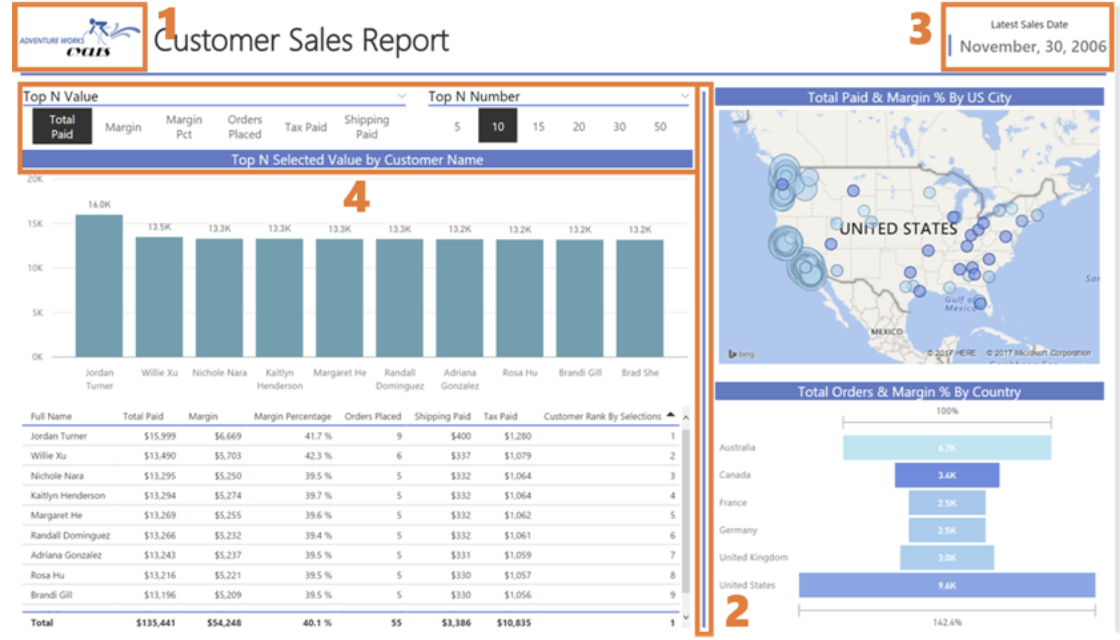 1
ADVENTURE WORKS
CYCLES
Customer Sales Report
3
Latest Sales Date
November, 30, 2006
Top N Value
Total Paid
Margin
Margin Pct
Orders Placed
Tax Paid
Shipping Paid
Top N Number
5 10 15 20 30 50
Top N Selected Value by Customer Name
4
20K
15K
10K
5K
0K
16.0K 13.5K 13.3K 13.3K 13.3K 13.3K 13.2K 13.2K 13.2K 13.2K
Jordan Turner
Willie Xu
Nichole Nara
Kaitlyn Henderson
Margaret He
Randall Dominguez
Adriana Gonzalez
Rosa Hu
Brandi Gill
Brad She
Full Name Total Paid Margin Margin Percentage Orders Placed Shipping Paid Tax Paid Customer Rank By Selections
Jordan Turner $15,999 $6,669 41.7 % 9 $400 $1,280 1
Willie Xu $13,490 $5,703 42.3 % 6 $337 $1,079 2
Nichole Nara $13,295 $5,250 39.5 % 5 $332 $1,064 3
Kaitlyn Henderson $13,294 $5,274 39.7 % 5 $332 $1,064 4
Margaret He $13,269 $5,255 39.6 % 5 $332 $1,062 5
Randall Dominguez $13,266 $5,232 39.4 % 5 $332 $1,061 6
Adriana Gonzalez $13,243 $5,237 39.5 % 5 $331 $1,059 7
Rosa Hu $13,216 $5,221 39.5 % 5 $330 $1,057 8
Brandi Gill $13,196 $5,209 39.5 % 5 $330 $1,056 9
Total $135,441 $54,248 40.1 % 55 $3,386 $10,835 1
Total Paid & Margin % By US City
UNITED STATES
Gulf of
Mexico
MEXICO
bing
© 2017 HERE © 2017 Microsoft Corporation
Total Orders & Margin % By Country
100%
Australia 6.7K
Canada 3.4K
France 2.5K
Germany 2.5K
United Kingdom 3.0K
United States 9.6K
2
142.4%